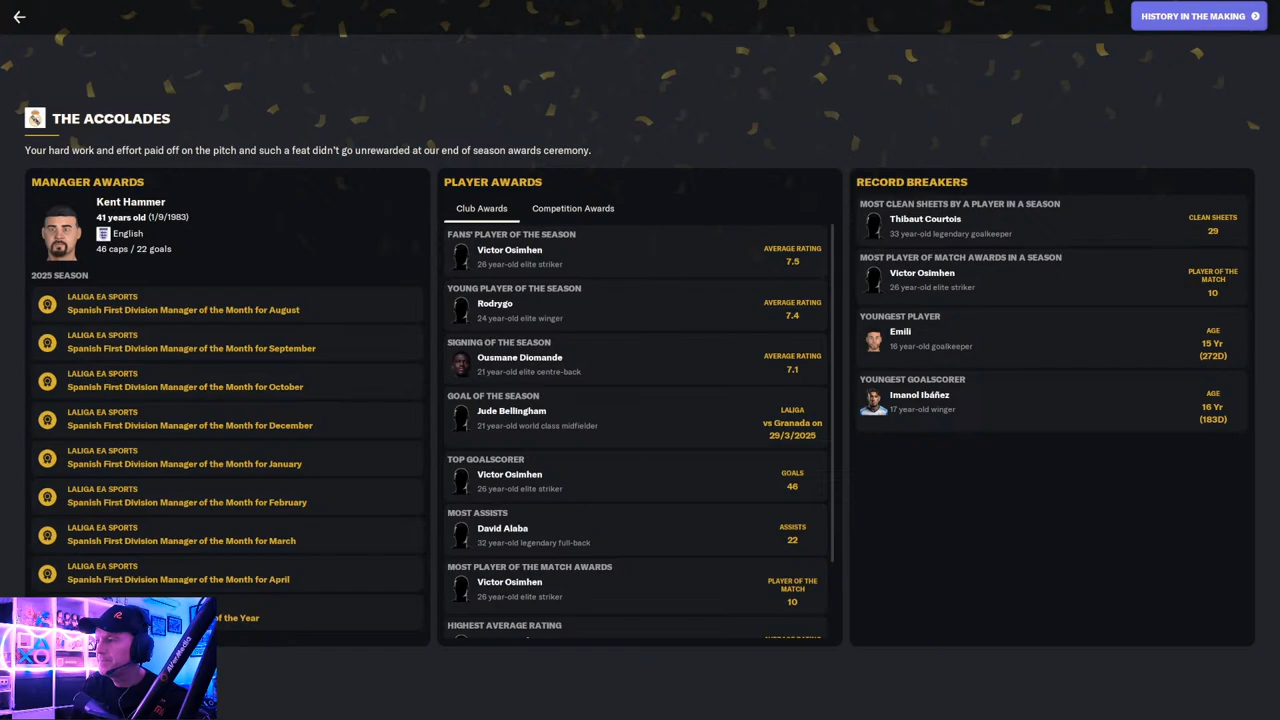 HISTORY IN THE MAKING
THE ACCOLADES
Your hard work and effort paid off on the pitch and such a feat didn't go unrewarded at our end of season awards ceremony.
MANAGER AWARDS
Kent Hammer
41 years old (1/9/1983)
English
46 caps / 22 goals
2025 SEASON
LALIGA EA SPORTS
Spanish First Division Manager of the Month for August
LALIGA EA SPORTS
Spanish First Division Manager of the Month for September
LALIGA EA SPORTS
Spanish First Division Manager of the Month for October
LALIGA EA SPORTS
Spanish First Division Manager of the Month for December
LALIGA EA SPORTS
Spanish First Division Manager of the Month for January
LALIGA EA SPORTS
Spanish First Division Manager of the Month for February
LALIGA EA SPORTS
Spanish First Division Manager of the Month for March
LALIGA EA SPORTS
Spanish First Division Manager of the Month for April
of the Year
AVerMedia
PLAYER AWARDS
Club Awards Competition Awards
FANS' PLAYER OF THE SEASON
Victor Osimhen
26 year-old elite striker
AVERAGE RATING
7.5
YOUNG PLAYER OF THE SEASON
Rodrygo
24 year-old elite winger
AVERAGE RATING
7.4
SIGNING OF THE SEASON
Ousmane Diomande
21 year-old elite centre-back
AVERAGE RATING
7.1
GOAL OF THE SEASON
Jude Bellingham
21 year-old world class midfielder
LALIGA
vs Granada on
29/3/2025
TOP GOALSCORER
Victor Osimhen
26 year-old elite striker
GOALS
46
MOST ASSISTS
David Alaba
32 year-old legendary full-back
ASSISTS
22
MOST PLAYER OF THE MATCH AWARDS
Victor Osimhen
26 year-old elite striker
PLAYER OF THE
MATCH
10
HIGHEST AVERAGE RATING
RECORD BREAKERS
MOST CLEAN SHEETS BY A PLAYER IN A SEASON
Thibaut Courtois
33 year-old legendary goalkeeper
CLEAN SHEETS
29
MOST PLAYER OF MATCH AWARDS IN A SEASON
Victor Osimhen
26 year-old elite striker
PLAYER OF THE
MATCH
10
YOUNGEST PLAYER
Emili
16 year-old goalkeeper
AGE
15 Yr
(272D)
YOUNGEST GOALSCORER
Imanol Ibáñez
17 year-old winger
AGE
16 Yr
(183D)